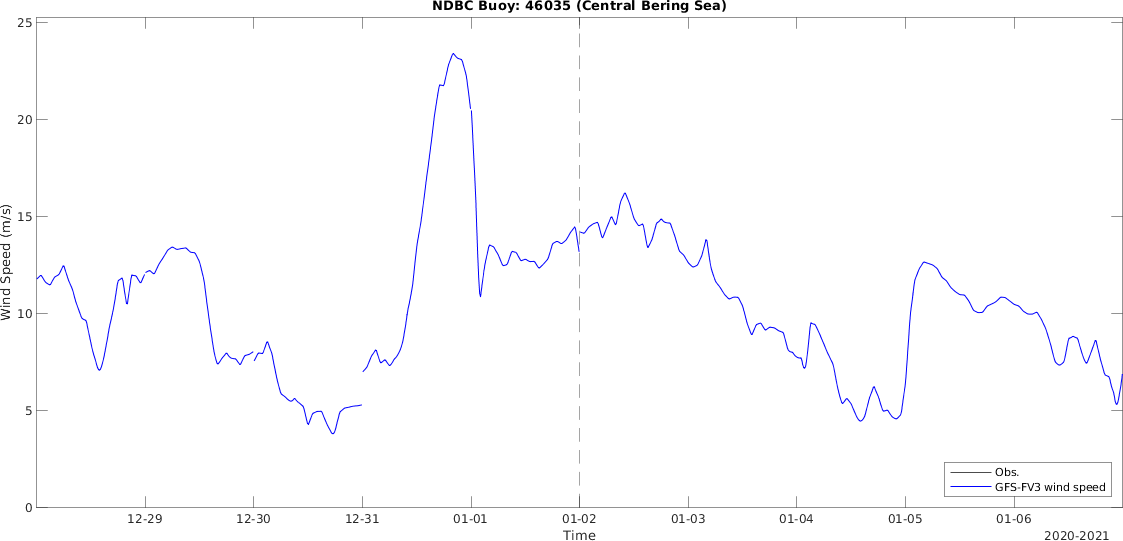 NDBC Buoy: 46035 (Central Bering Sea)
25
20
15
10
5
0
Wind Speed (m/s)
12-29 12-30 12-31 01-01 01-02 01-03 01-04 01-05 01-06
Time
2020-2021
Obs.
GFS-FV3 wind speed